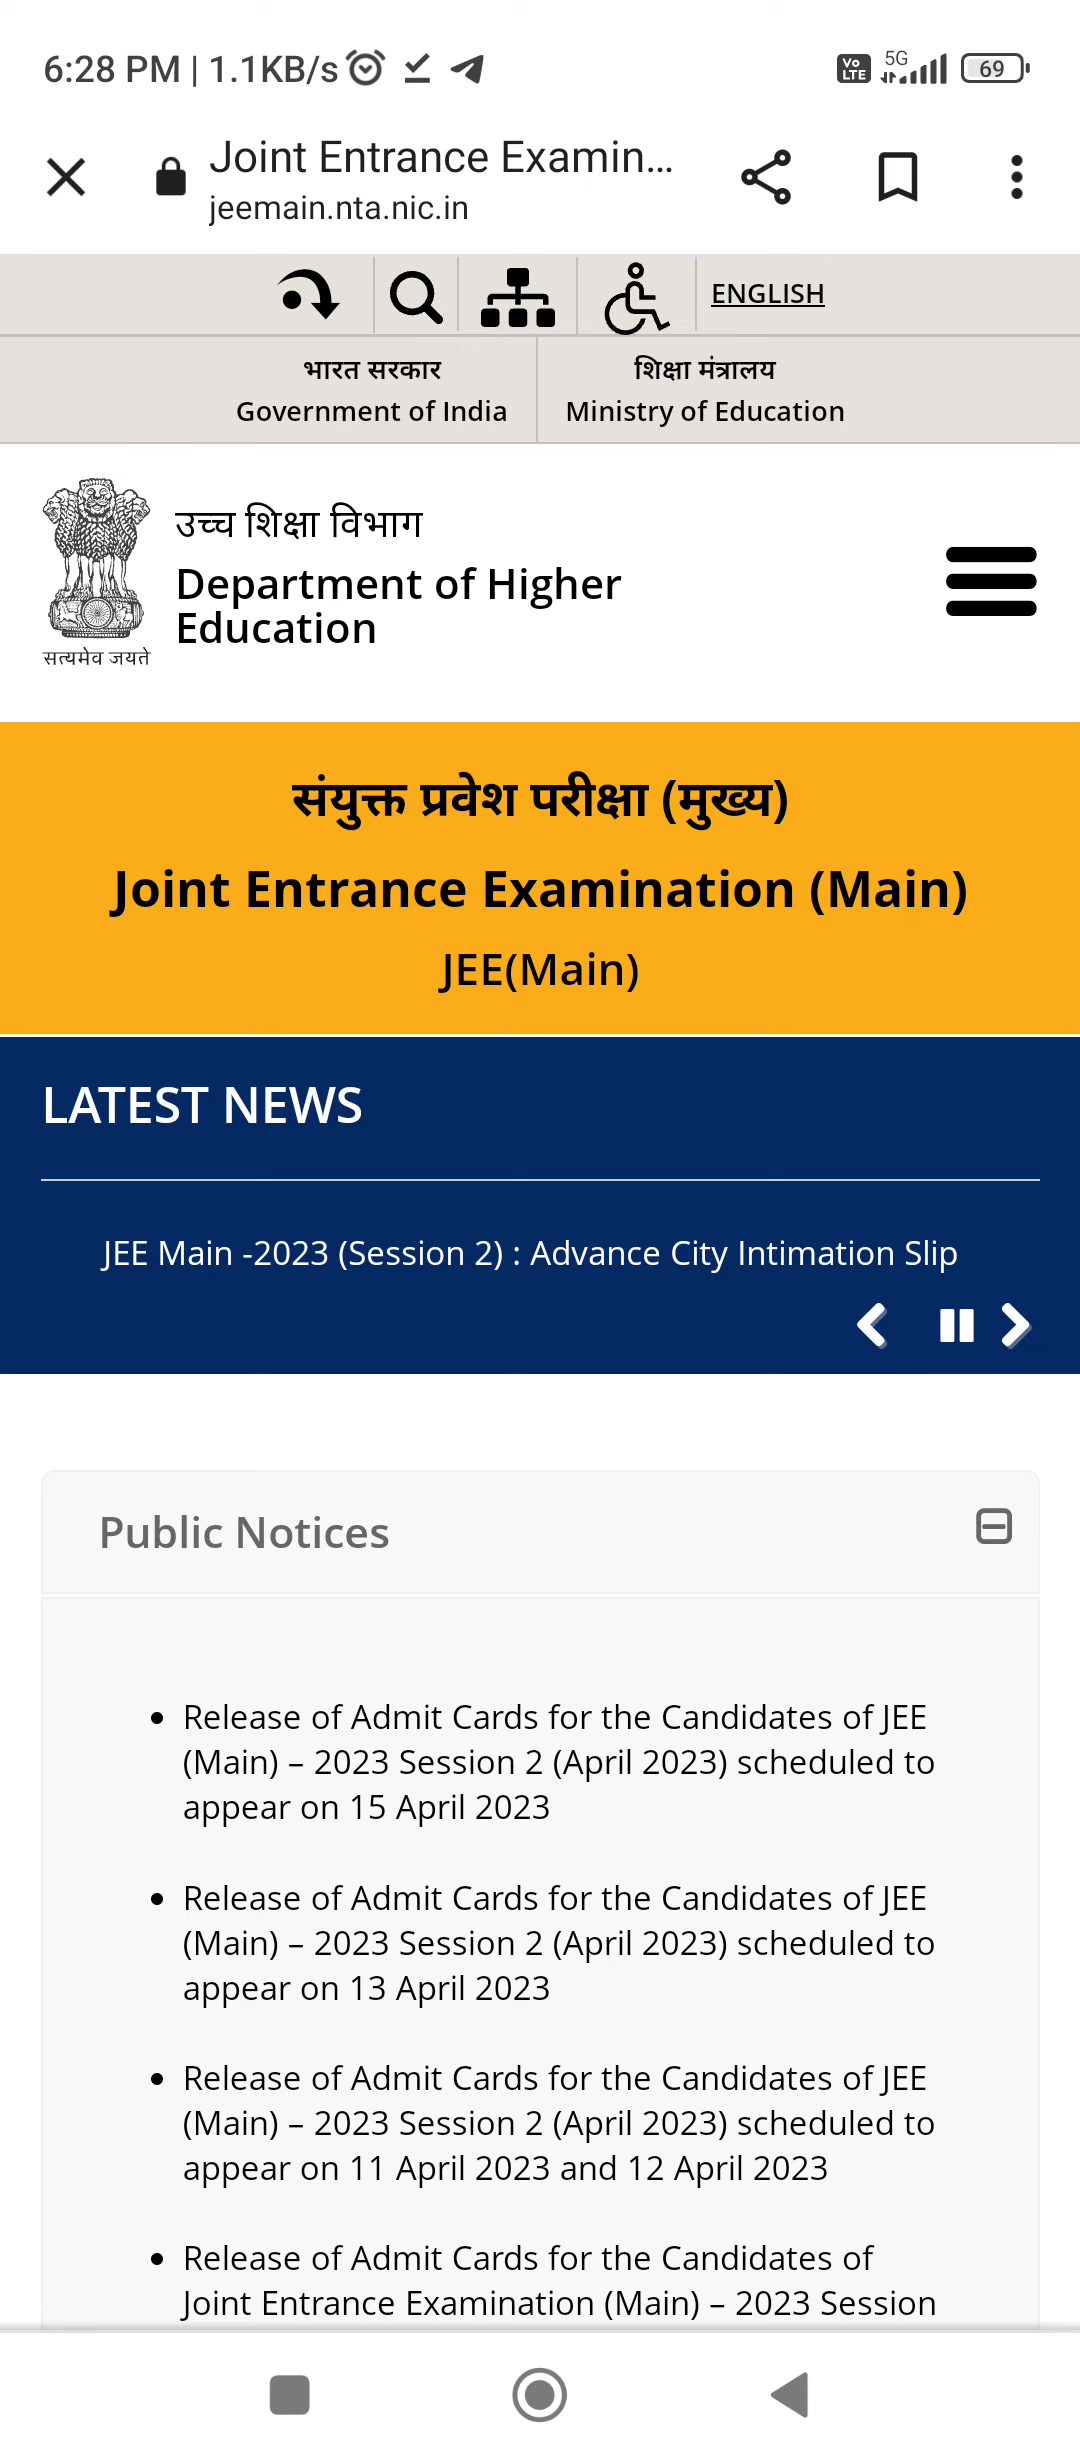 6:28 PM | 1.1KB/s
Vo LTE 5G 69
Joint Entrance Examin...
jeemain.nta.nic.in
ENGLISH
भारत सरकार शिक्षा मंत्रालय
Government of India Ministry of Education
उच्च शिक्षा विभाग
Department of Higher
Education
सत्यमेव जयते
संयुक्त प्रवेश परीक्षा (मुख्य)
Joint Entrance Examination (Main)
JEE(Main)
LATEST NEWS
JEE Main -2023 (Session 2) : Advance City Intimation Slip
Public Notices
Release of Admit Cards for the Candidates of JEE
(Main) – 2023 Session 2 (April 2023) scheduled to
appear on 15 April 2023
Release of Admit Cards for the Candidates of JEE
(Main) – 2023 Session 2 (April 2023) scheduled to
appear on 13 April 2023
Release of Admit Cards for the Candidates of JEE
(Main) – 2023 Session 2 (April 2023) scheduled to
appear on 11 April 2023 and 12 April 2023
Release of Admit Cards for the Candidates of
Joint Entrance Examination (Main) – 2023 Session